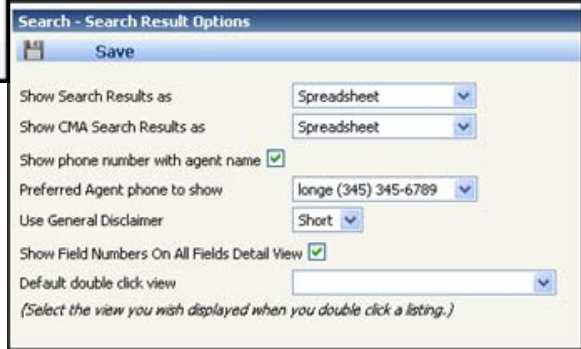 Search - Search Result Options
Save
Show Search Results as Spreadsheet
Show CMA Search Results as Spreadsheet
Show phone number with agent name
Preferred Agent phone to show longe (345) 345-6789
Use General Disclaimer Short
Show Field Numbers On All Fields Detail View
Default double click view
(Select the view you wish displayed when you double click a listing.)